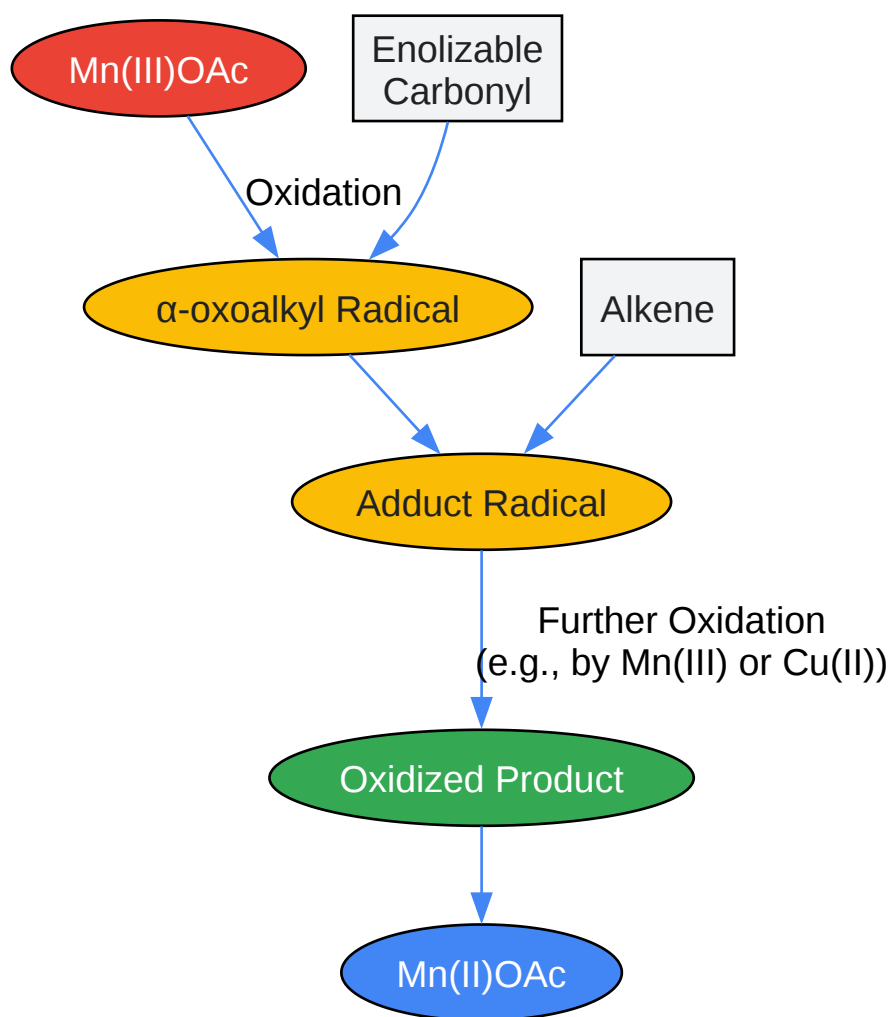 Mn(III)OAc
Enolizable
Carbonyl
Oxidation
α-oxoalkyl Radical
Alkene
Adduct Radical
Further Oxidation
(e.g., by Mn(III) or Cu(II))
Oxidized Product
Mn(II)OAc